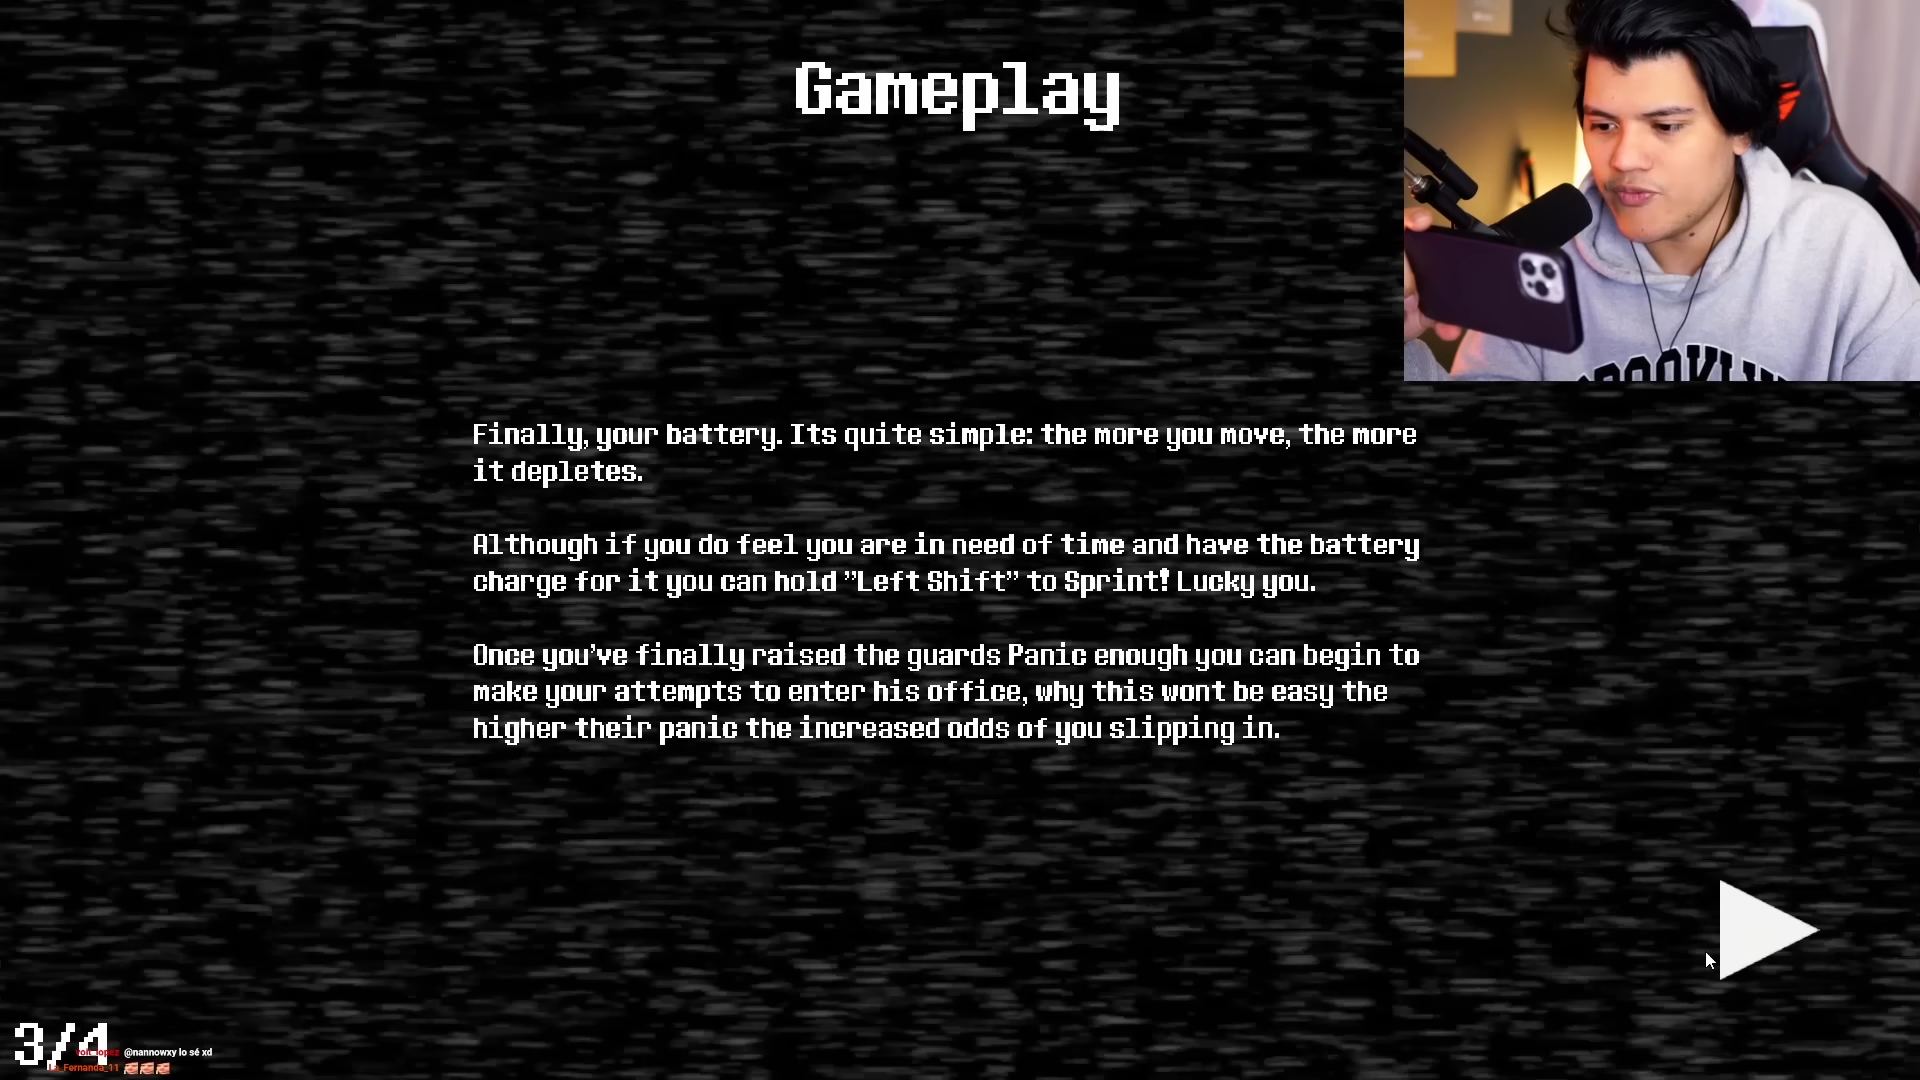 Gameplay
Finally, your battery. Its quite simple: the more you move, the more
it depletes.
Although if you do feel you are in need of time and have the battery
charge for it you can hold "Left Shift" to Sprint! Lucky you.
Once you've finally raised the guards Panic enough you can begin to
make your attempts to enter his office, why this wont be easy the
higher their panic the increased odds of you slipping in.
3/4
@nannowxy lo sé xd
_Fernanda_11